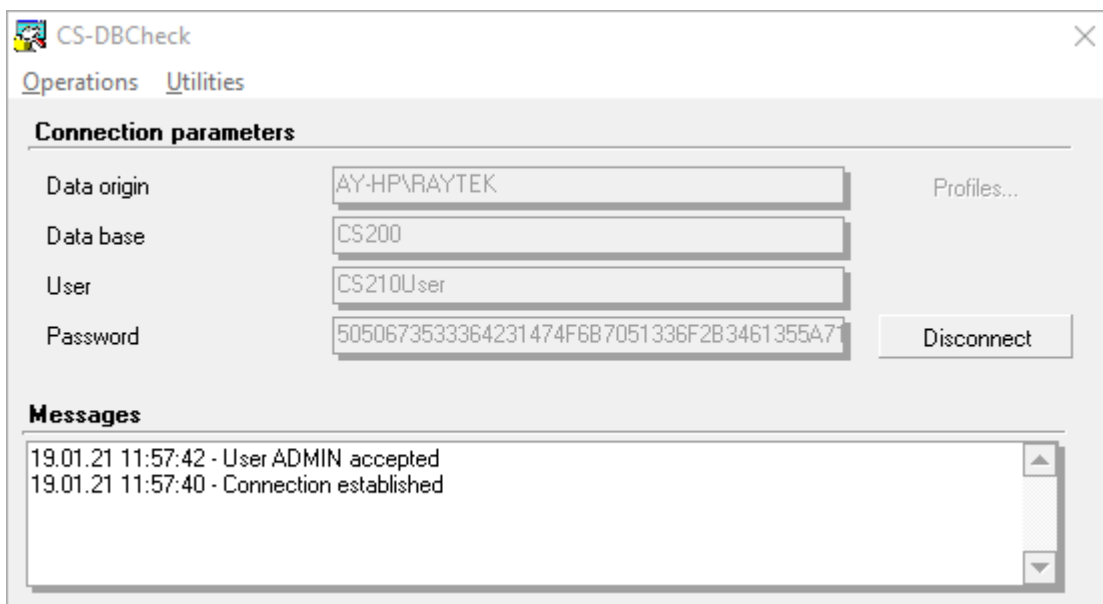 CS-DBCheck
Operations Utilities
Connection parameters
Data origin AY-HP\RAYTEK Profiles...
Data base CS200
User CS210User
Password 5050673533364231474F6B7051336F2B3461355A71 Disconnect
Messages
19.01.21 11:57:42 - User ADMIN accepted
19.01.21 11:57:40 - Connection established